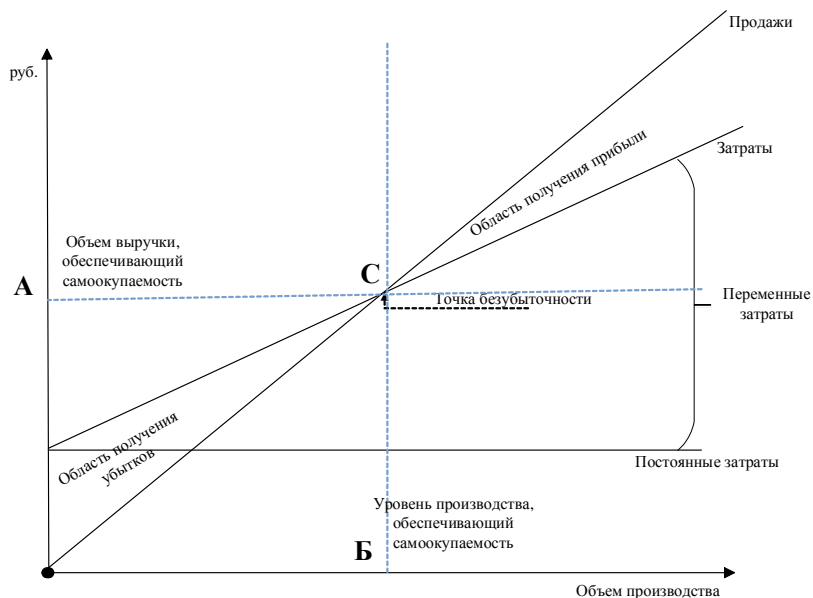 Продажи
руб.
Затраты
Область получения прибыли
Объем выручки,
обеспечивающий
самоокупаемость
А
С
Точка безубыточности
Переменные
затраты
Область получения
убытков
Постоянные затраты
Уровень производства,
обеспечивающий
самоокупаемость
Б
Объем производства